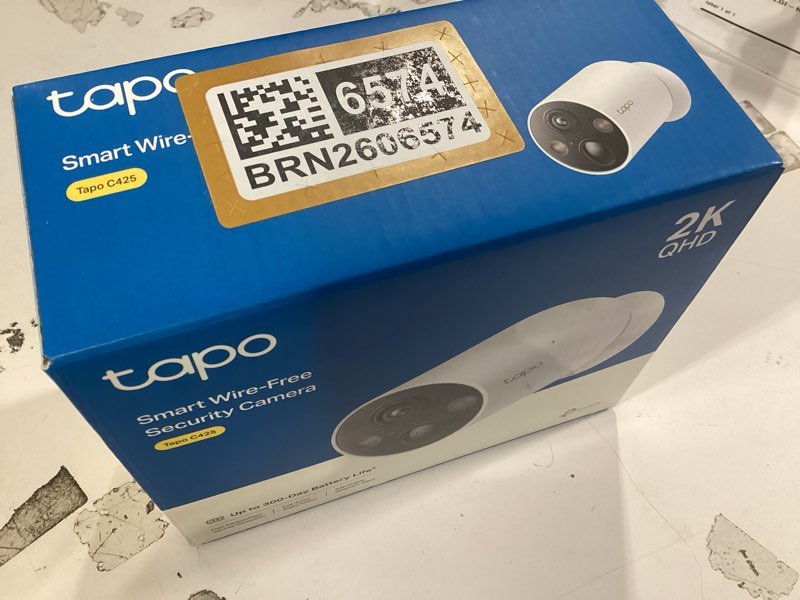 tapo
Smart Wire-
Tapo C425
6574
BRN2606574
tapo
2K
QHD
tapo
Smart Wire-Free
Security Camera
Tapo C425
tapo
Up to 300-Day Battery Life*